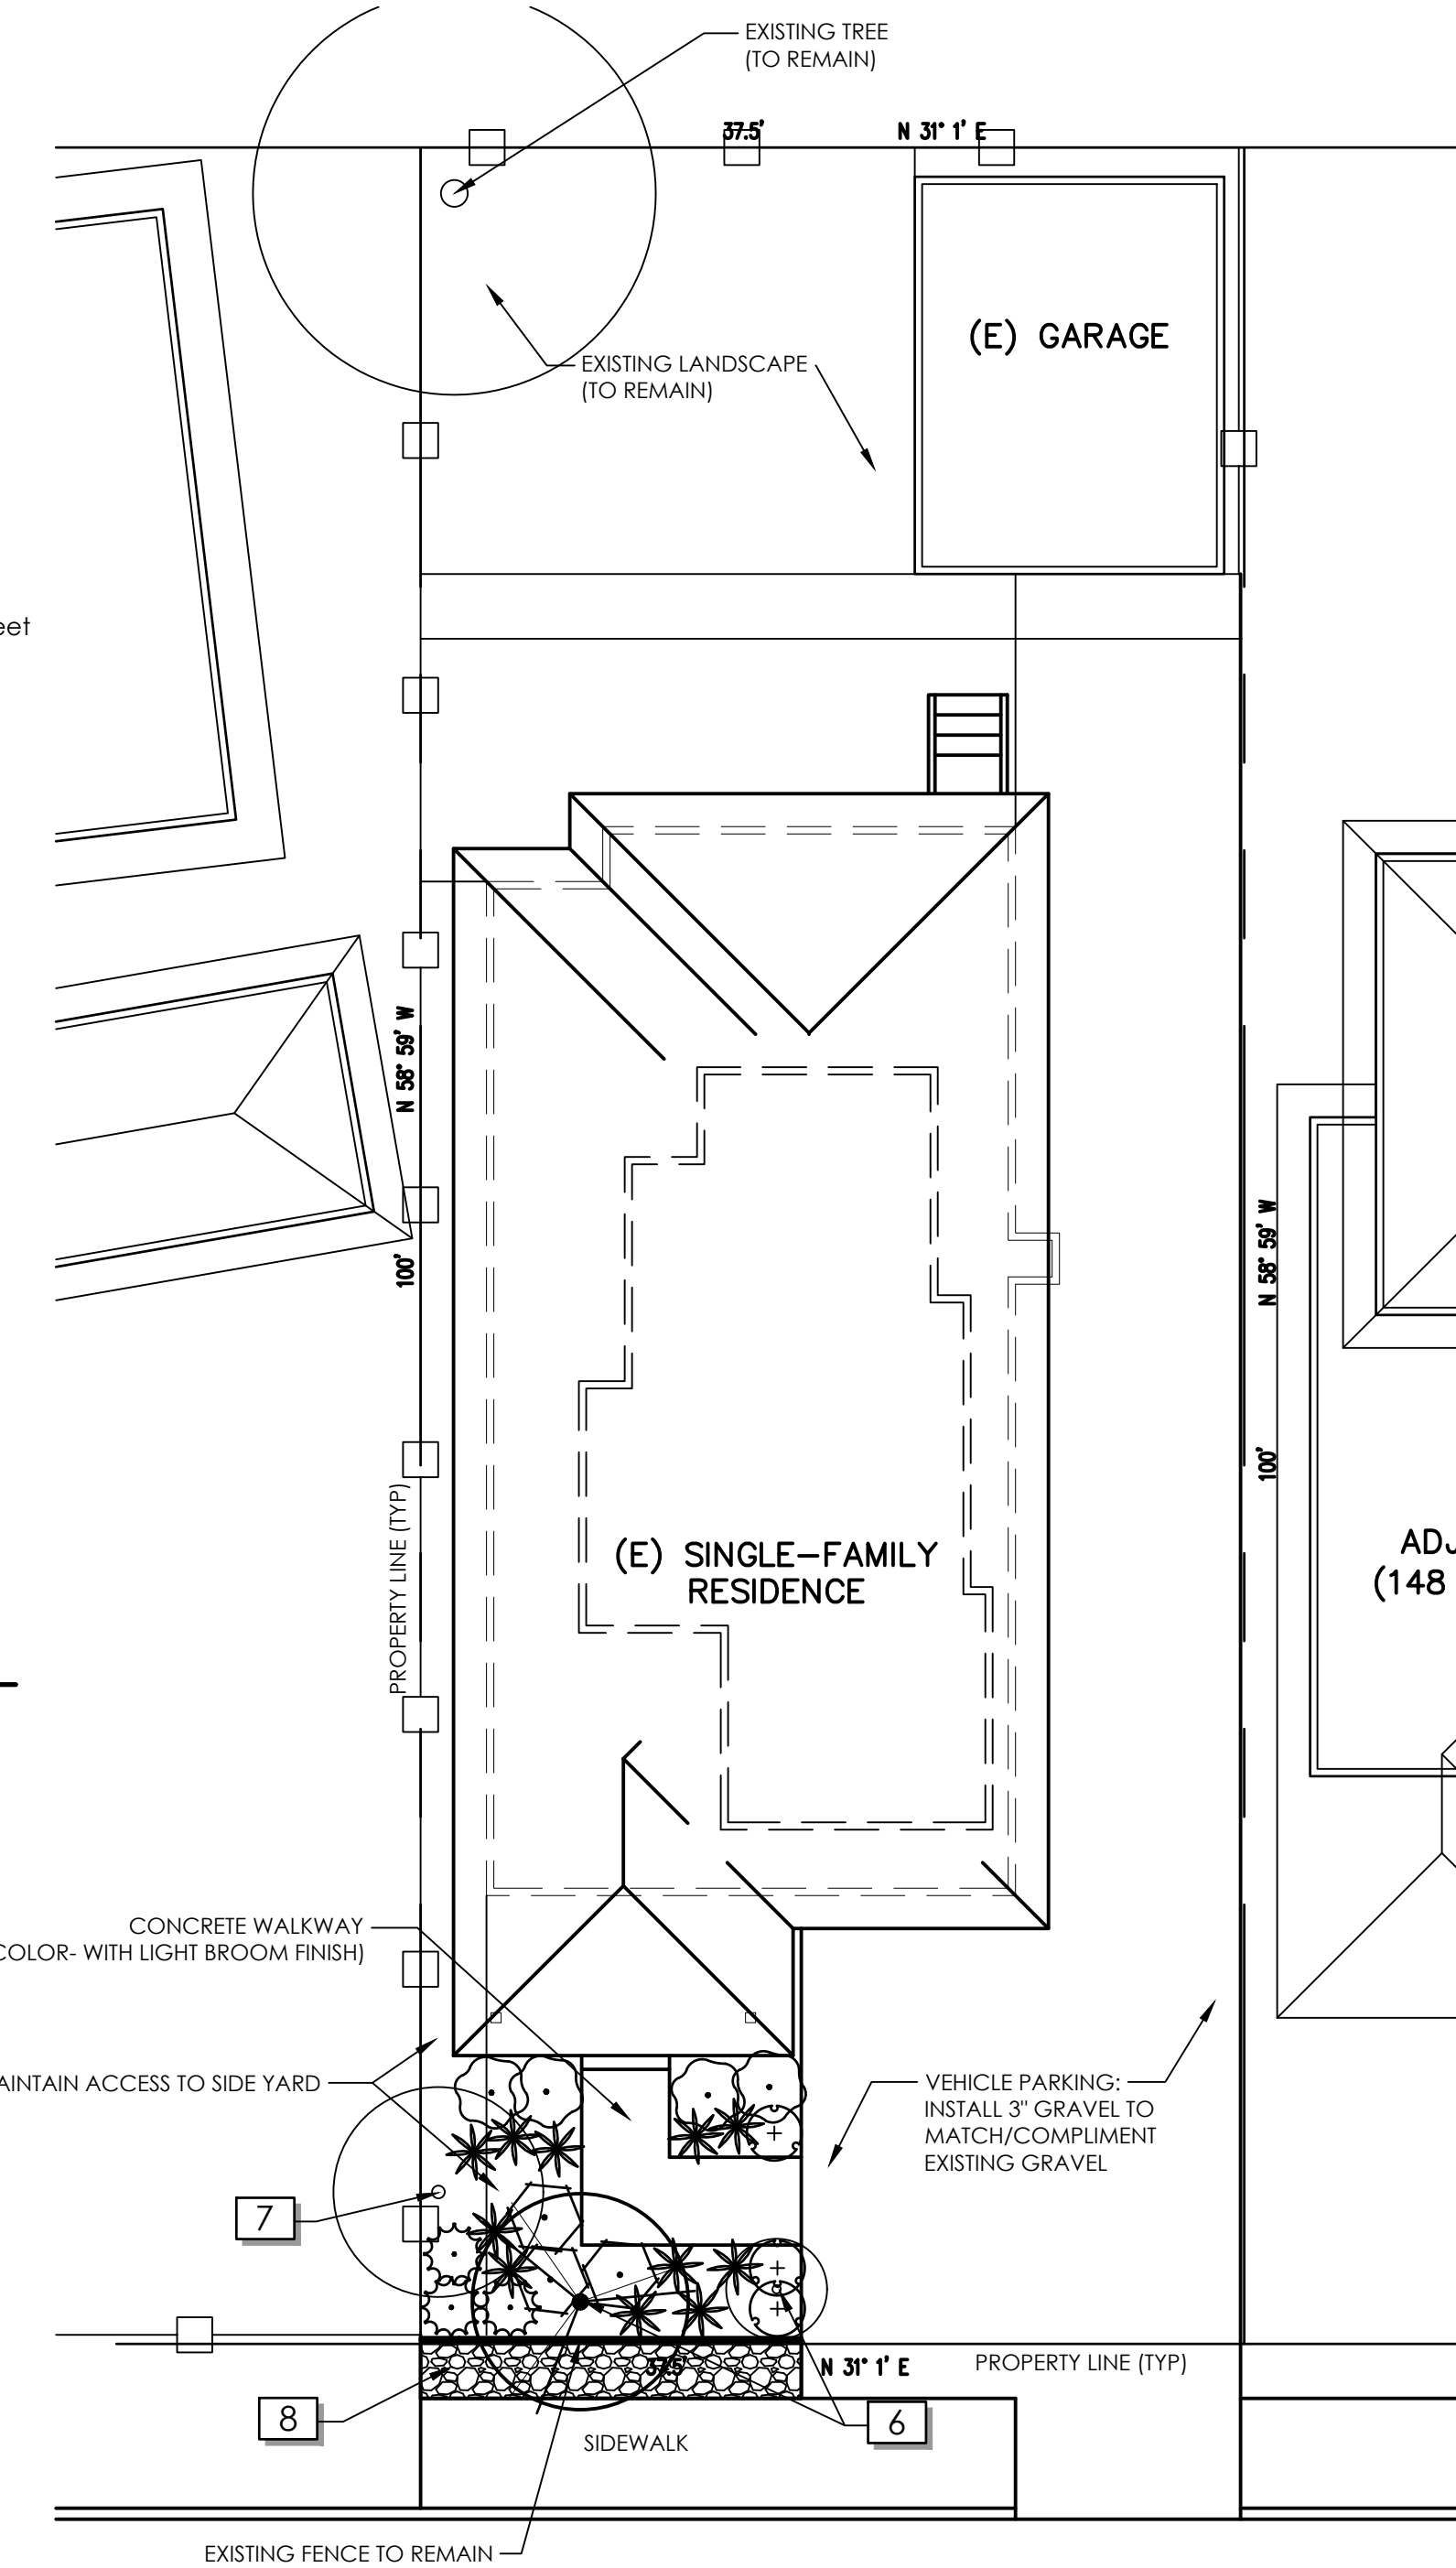 EXISTING TREE
(TO REMAIN)
37.5'
N 31° 1' E
(E) GARAGE
EXISTING LANDSCAPE
(TO REMAIN)
eet
N 58° 59' W
100'
N 58° 59' W
100'
PROPERTY LINE (TYP)
(E) SINGLE-FAMILY
RESIDENCE
ADJ
(148
CONCRETE WALKWAY
COLOR- WITH LIGHT BROOM FINISH)
AINTAIN ACCESS TO SIDE YARD
VEHICLE PARKING:
INSTALL 3" GRAVEL TO
MATCH/COMPLIMENT
EXISTING GRAVEL
7
37.5'
N 31° 1' E
PROPERTY LINE (TYP)
8
6
SIDEWALK
EXISTING FENCE TO REMAIN